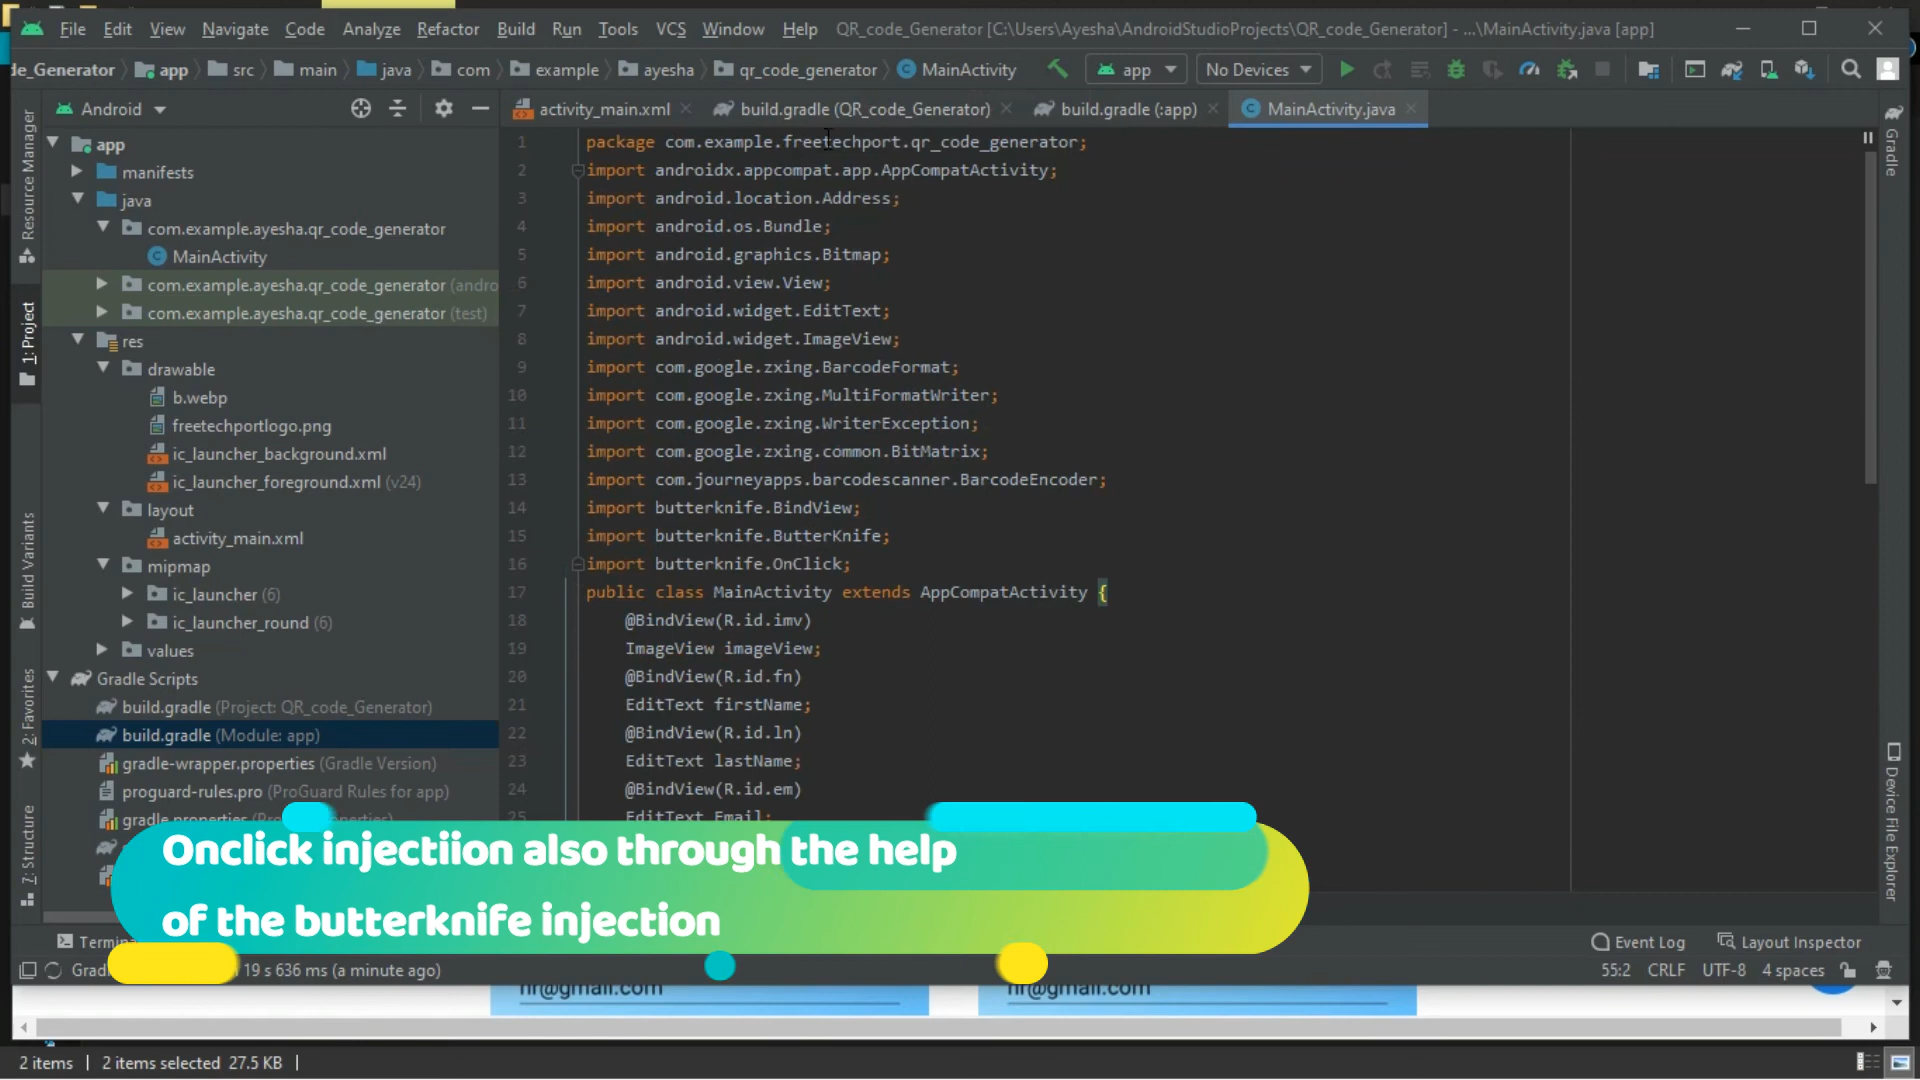 File Edit View Navigate Code Analyze Refactor Build Run Tools VCS Window Help QR_code_Generator [C:\Users\Ayesha\AndroidStudioProjects\QR_code_Generator] - ...\MainActivity.java [app]
de_Generator app src main java com example ayesha qr_code_generator MainActivity app No Devices
Android
activity_main.xml build.gradle (QR_code_Generator) build.gradle (:app) MainActivity.java
Resource Manager
1: Project
Build Variants
2: Favorites
7: Structure
app
manifests
java
com.example.ayesha.qr_code_generator
MainActivity
com.example.ayesha.qr_code_generator (andro
com.example.ayesha.qr_code_generator (test)
res
drawable
b.webp
freetechportlogo.png
ic_launcher_background.xml
ic_launcher_foreground.xml (v24)
layout
activity_main.xml
mipmap
ic_launcher (6)
ic_launcher_round (6)
values
Gradle Scripts
build.gradle (Project: QR_code_Generator)
build.gradle (Module: app)
gradle-wrapper.properties (Gradle Version)
proguard-rules.pro (ProGuard Rules for app)
1 package com.example.freetechport.qr_code_generator;
2 import androidx.appcompat.app.AppCompatActivity;
3 import android.location.Address;
4 import android.os.Bundle;
5 import android.graphics.Bitmap;
6 import android.view.View;
7 import android.widget.EditText;
8 import android.widget.ImageView;
9 import com.google.zxing.BarcodeFormat;
10 import com.google.zxing.MultiFormatWriter;
11 import com.google.zxing.WriterException;
12 import com.google.zxing.common.BitMatrix;
13 import com.journeyapps.barcodescanner.BarcodeEncoder;
14 import butterknife.BindView;
15 import butterknife.ButterKnife;
16 import butterknife.OnClick;
17 public class MainActivity extends AppCompatActivity {
18 @BindView(R.id.imv)
19 ImageView imageView;
20 @BindView(R.id.fn)
21 EditText firstName;
22 @BindView(R.id.ln)
23 EditText lastName;
24 @BindView(R.id.em)
25 EditText Email;
Gradle
Device File Explorer
Onclick injectiion also through the help
of the butterknife injection
Event Log Layout Inspector
19 s 636 ms (a minute ago) 55:2 CRLF UTF-8 4 spaces
hr@gmail.com hr@gmail.com
2 items 2 items selected 27.5 KB